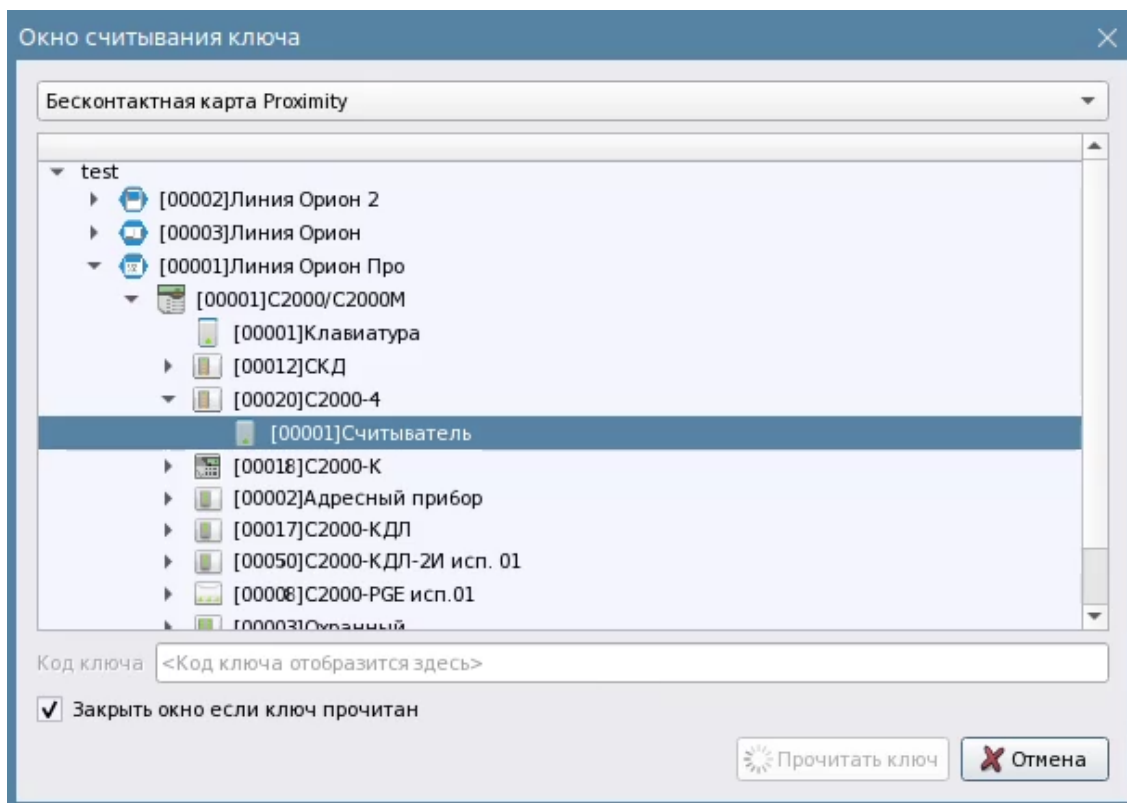 Окно считывания ключа
Бесконтактная карта Proximity
test
[00002]Линия Орион 2
[00003]Линия Орион
[00001]Линия Орион Про
[00001]С2000/С2000М
[00001]Клавиатура
[00012]СКД
[00020]С2000-4
[00001]Считыватель
[00018]С2000-К
[00002]Адресный прибор
[00017]С2000-КДЛ
[00050]С2000-КДЛ-2И исп. 01
[00008]С2000-PGE исп.01
[00003]Охранный
Код ключа <Код ключа отобразится здесь>
Закрыть окно если ключ прочитан
Прочитать ключ Отмена